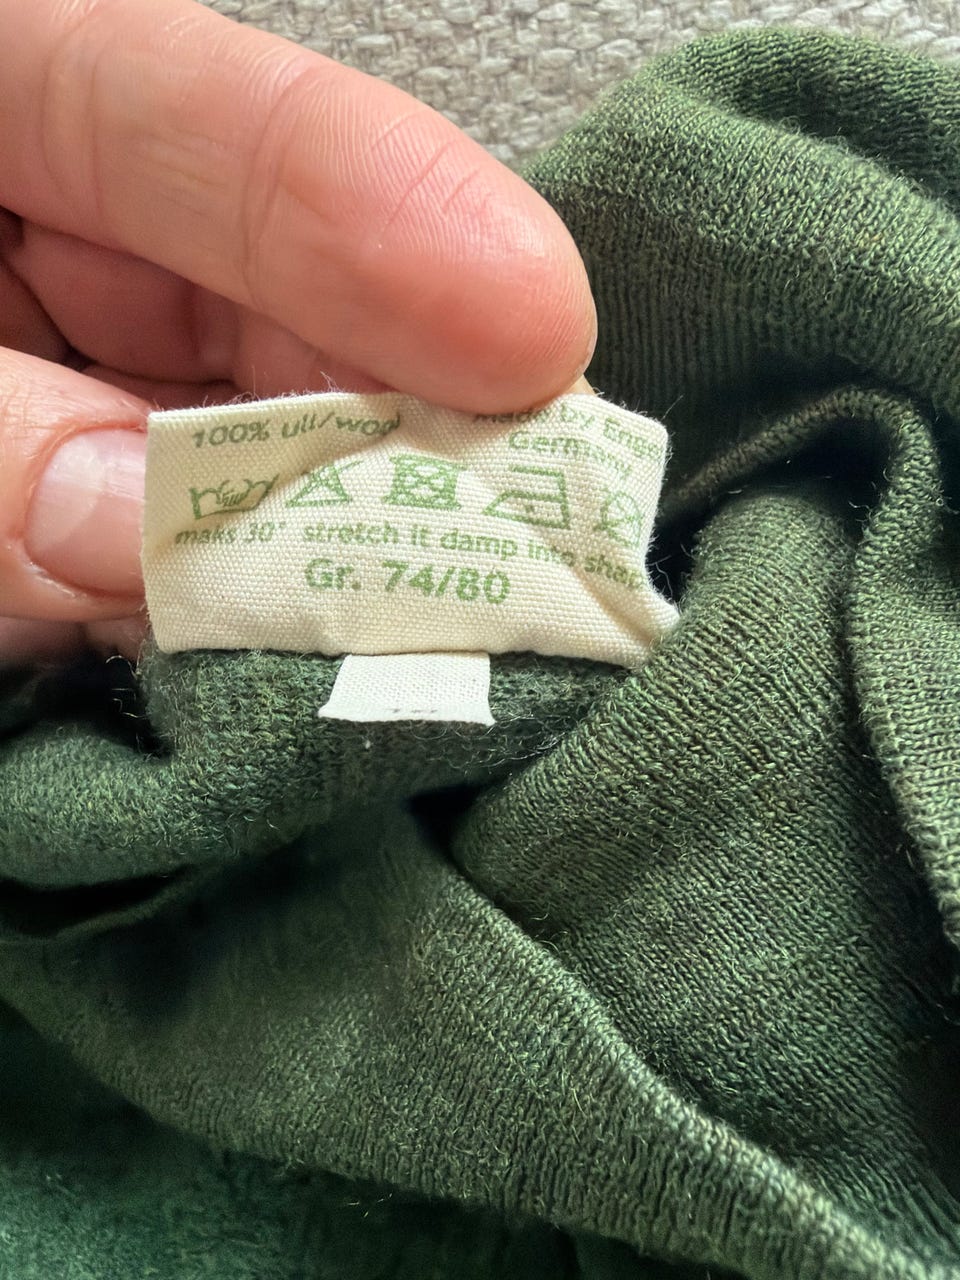 100% ull/wool
Made by Enge
Germany
maks 30° stretch it damp into shap
Gr. 74/80